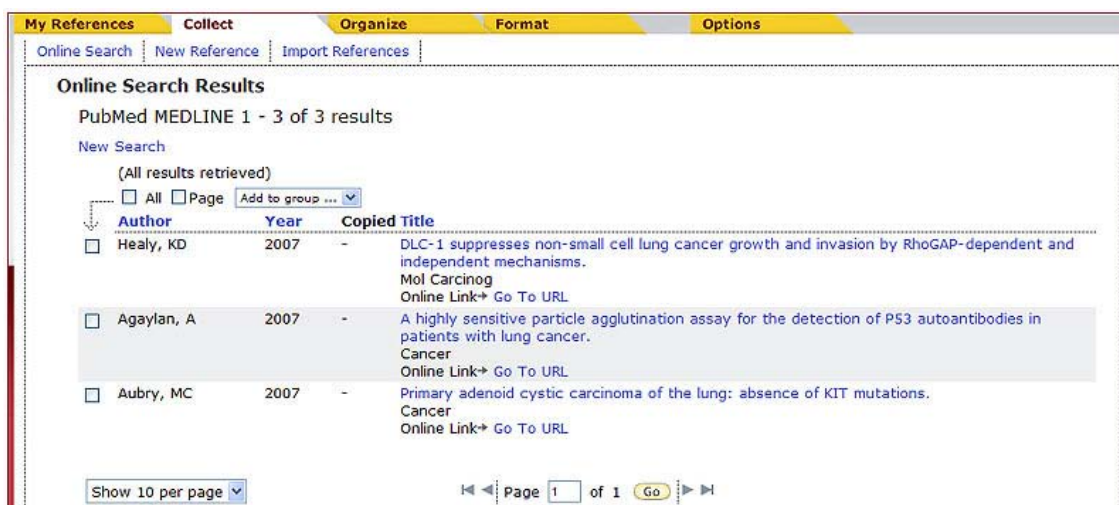 My References Collect Organize Format Options
Online Search New Reference Import References
Online Search Results
PubMed MEDLINE 1 - 3 of 3 results
New Search
(All results retrieved)
All Page Add to group ...
Author Year Copied Title
Healy, KD 2007 - DLC-1 suppresses non-small cell lung cancer growth and invasion by RhoGAP-dependent and
independent mechanisms.
Mol Carcinog
Online Link→ Go To URL
Agaylan, A 2007 - A highly sensitive particle agglutination assay for the detection of P53 autoantibodies in
patients with lung cancer.
Cancer
Online Link→ Go To URL
Aubry, MC 2007 - Primary adenoid cystic carcinoma of the lung: absence of KIT mutations.
Cancer
Online Link→ Go To URL
Show 10 per page Page 1 of 1 Go